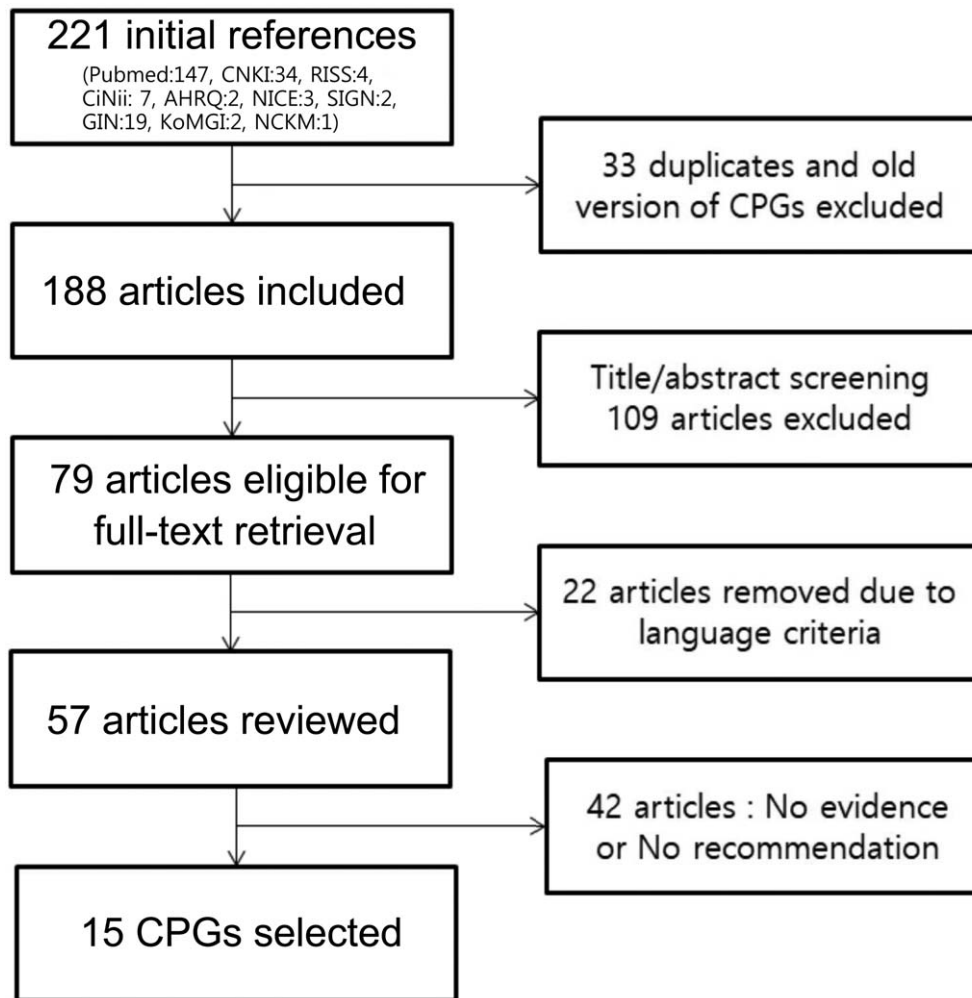 221 initial references
(Pubmed:147, CNKI:34, RISS:4,
CiNii: 7, AHRQ:2, NICE:3, SIGN:2,
GIN:19, KoMGI:2, NCKM:1)
33 duplicates and old
version of CPGs excluded
188 articles included
Title/abstract screening
109 articles excluded
79 articles eligible for
full-text retrieval
22 articles removed due to
language criteria
57 articles reviewed
42 articles : No evidence
or No recommendation
15 CPGs selected